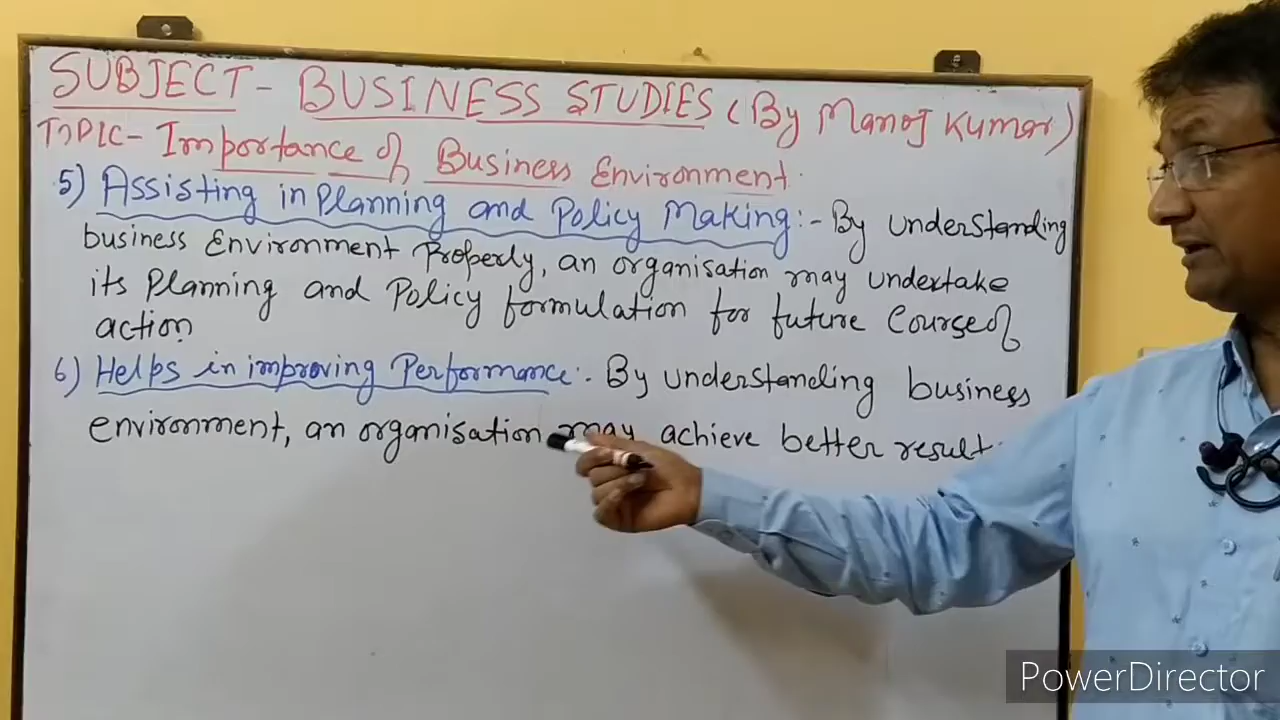 SUBJECT- BUSINESS STUDIES (By Manoj Kumar)
TOPIC- Importance of Business Environment.
5) Assisting in Planning and Policy Making:- By understanding
business Environment Properly, an organisation may undertake
its Planning and Policy formulation for future Course of
action.
6) Helps in improving Performance:- By understanding business
environment, an organisation may achieve better result.
PowerDirector